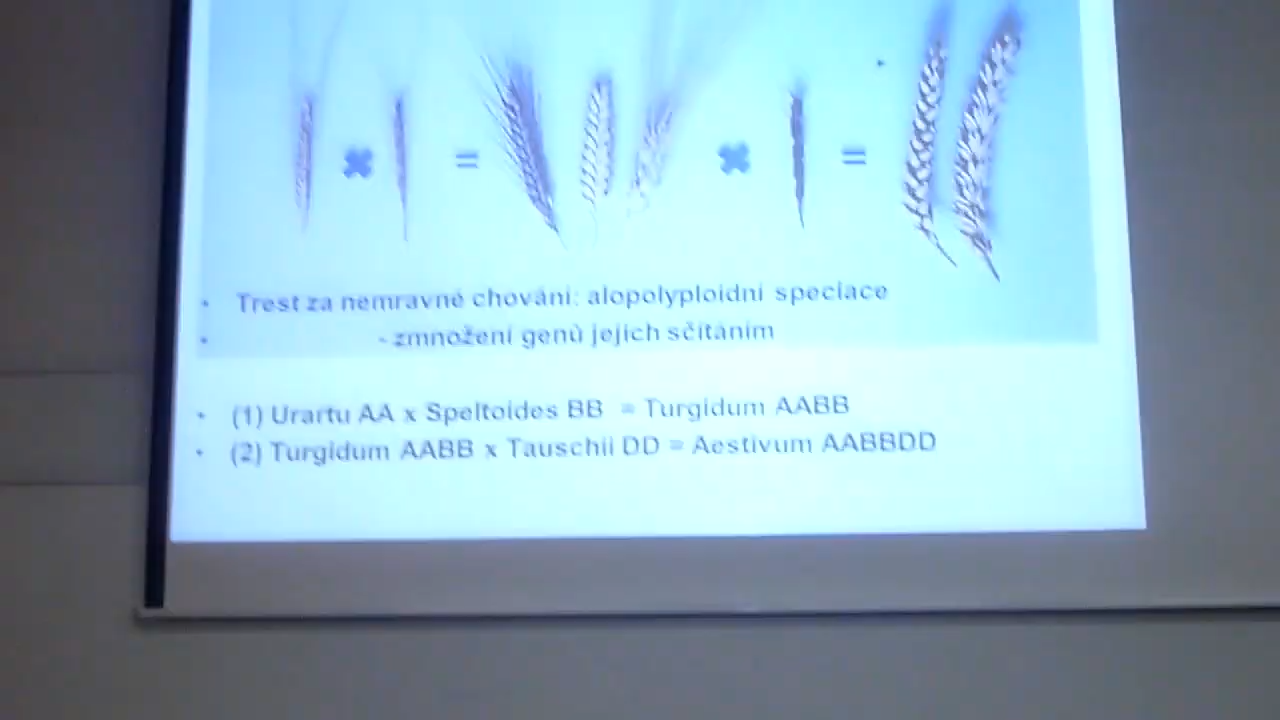 ✖ = ✖ =
• Trest za nemravné chování: alopolyploidní speciace
• - zmnožení genů jejich sčítáním
• (1) Urartu AA x Speltoides BB = Turgidum AABB
• (2) Turgidum AABB x Tauschii DD = Aestivum AABBDD